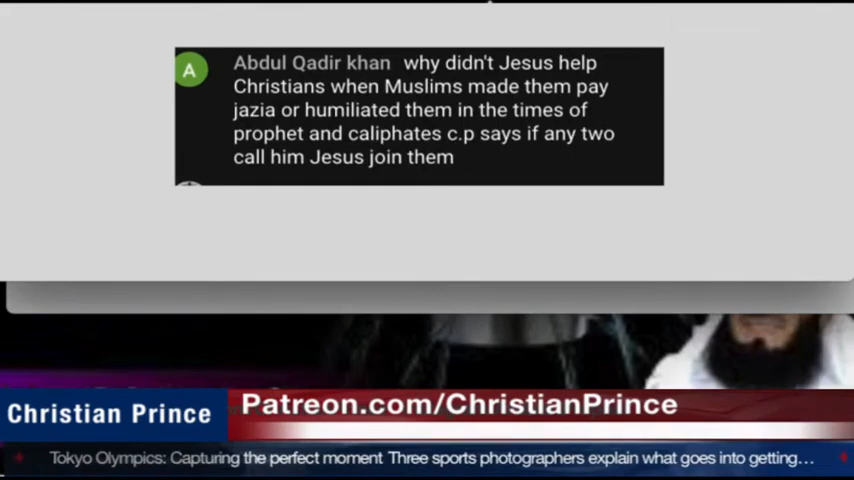 A
Abdul Qadir khan why didn't Jesus help
Christians when Muslims made them pay
jazia or humiliated them in the times of
prophet and caliphates c.p says if any two
call him Jesus join them
Christian Prince
Patreon.com/ChristianPrince
Tokyo Olympics: Capturing the perfect moment Three sports photographers explain what goes into getting...